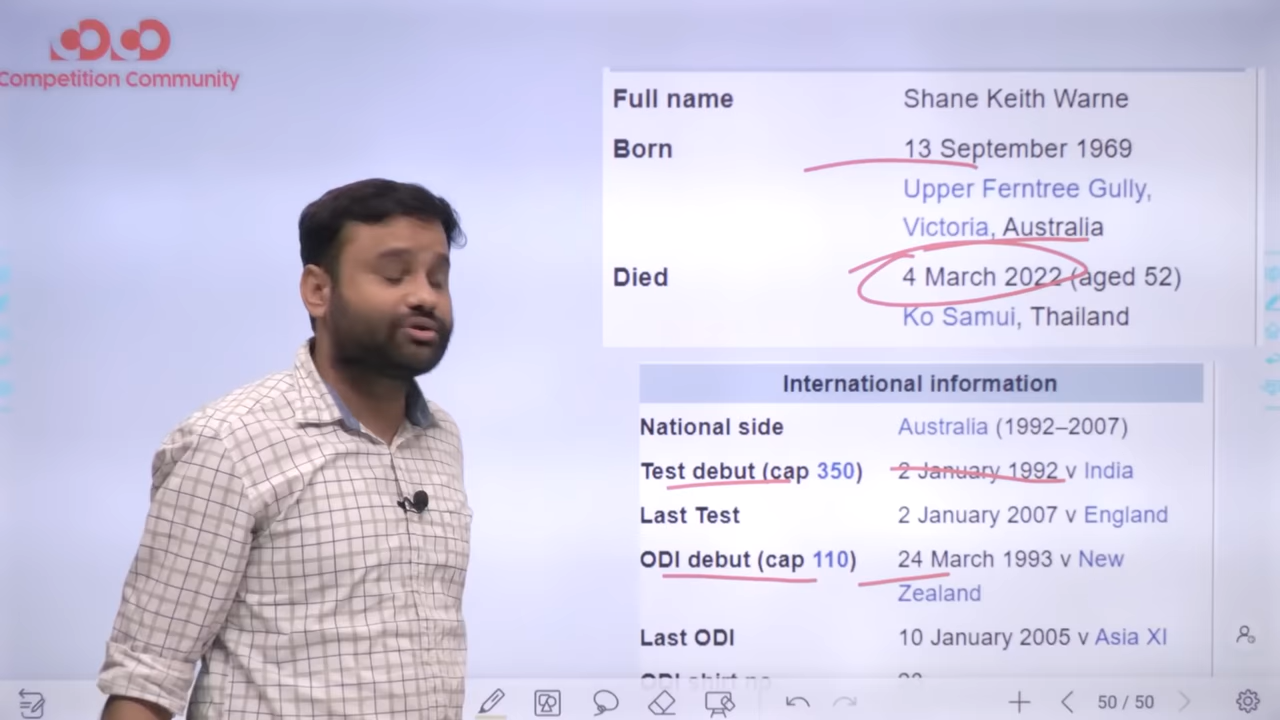 Competition Community
Full name Shane Keith Warne
Born 13 September 1969
Upper Ferntree Gully,
Victoria, Australia
Died 4 March 2022 (aged 52)
Ko Samui, Thailand
International information
National side Australia (1992–2007)
Test debut (cap 350) 2 January 1992 v India
Last Test 2 January 2007 v England
ODI debut (cap 110) 24 March 1993 v New
Zealand
Last ODI 10 January 2005 v Asia XI
ODI shirt no
50 / 50